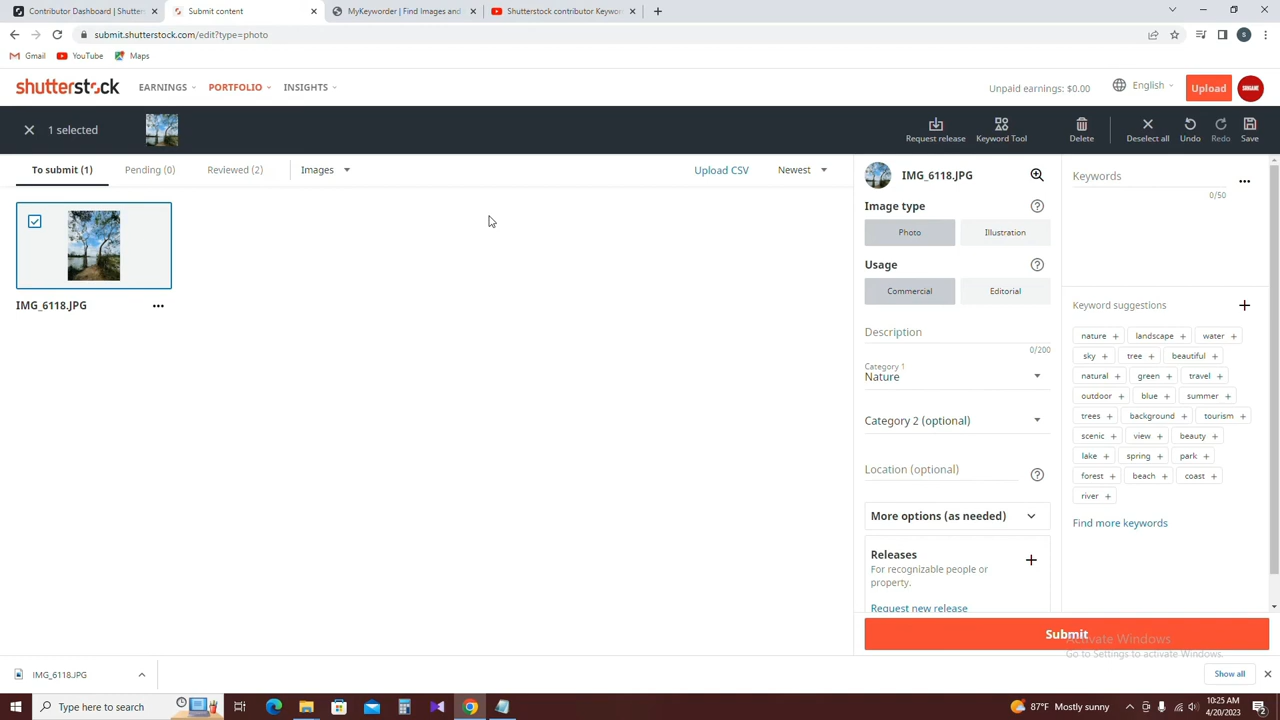 Contributor Dashboard | Shutter
Submit content
MyKeyworder | Find Images and
Shutterstock contributor Keywor
submit.shutterstock.com/edit?type=photo
S
Gmail
YouTube
Maps
shutterstock
EARNINGS
PORTFOLIO
INSIGHTS
Unpaid earnings: $0.00
English
Upload
1 selected
Request release
Keyword Tool
Delete
Deselect all
Undo
Redo
Save
To submit (1)
Pending (0)
Reviewed (2)
Images
Upload CSV
Newest
IMG_6118.JPG
IMG_6118.JPG
Image type
Photo
Illustration
Usage
Commercial
Editorial
Description
0/200
Category 1
Nature
Category 2 (optional)
Location (optional)
More options (as needed)
Releases
For recognizable people or
property.
Request new release
Keywords
0/50
Keyword suggestions
nature + landscape + water +
sky + tree + beautiful +
natural + green + travel +
outdoor + blue + summer +
trees + background + tourism +
scenic + view + beauty +
lake + spring + park +
forest + beach + coast +
river +
Find more keywords
Submit
Activate Windows
Go to Settings to activate Windows.
IMG_6118.JPG
Show all
Type here to search
87°F Mostly sunny
10:25 AM
4/20/2023
2